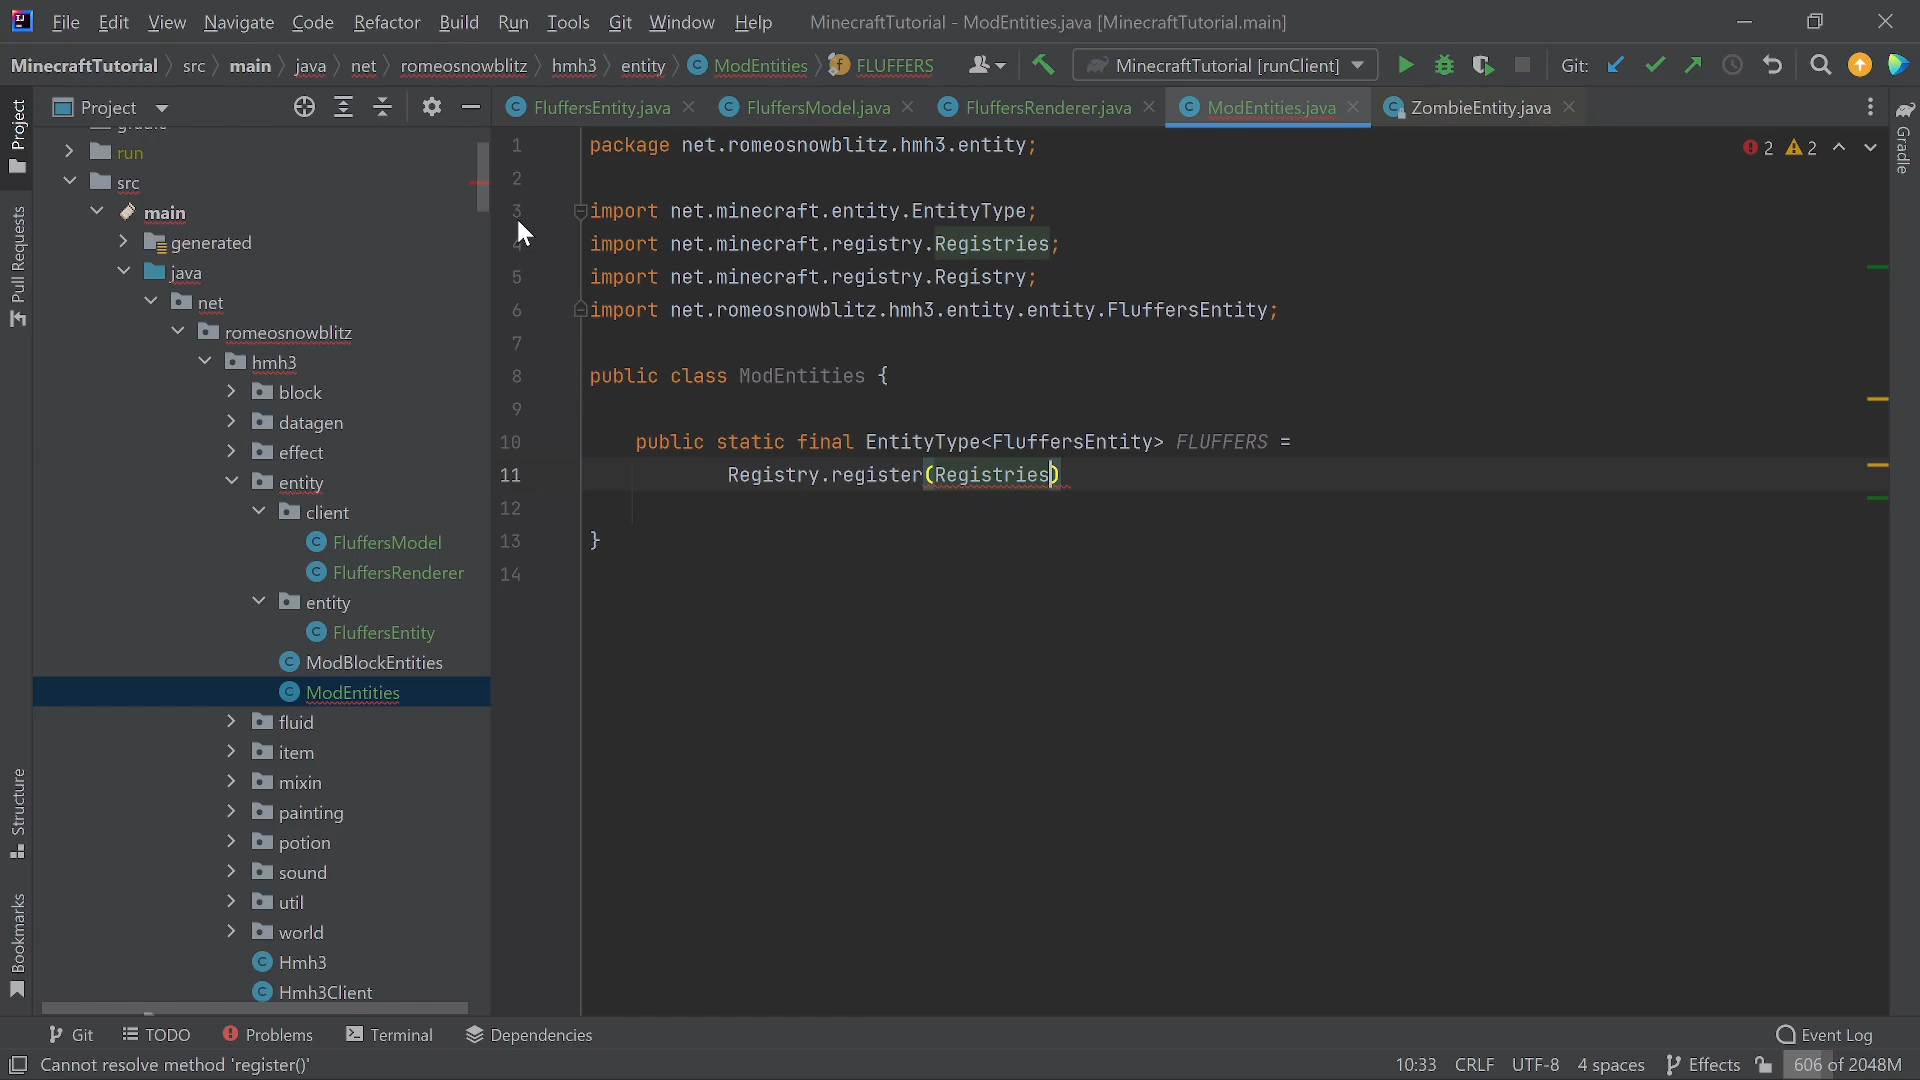 File Edit View Navigate Code Refactor Build Run Tools Git Window Help MinecraftTutorial - ModEntities.java [MinecraftTutorial.main]
MinecraftTutorial src main java net romeosnowblitz hmh3 entity ModEntities FLUFFERS MinecraftTutorial [runClient] Git:
Project
FluffersEntity.java FluffersModel.java FluffersRenderer.java ModEntities.java ZombieEntity.java
Project
Pull Requests
Structure
Bookmarks
Gradle
gradle
run
src
main
generated
java
net
romeosnowblitz
hmh3
block
datagen
effect
entity
client
FluffersModel
FluffersRenderer
entity
FluffersEntity
ModBlockEntities
ModEntities
fluid
item
mixin
painting
potion
sound
util
world
Hmh3
Hmh3Client
2 2
1 package net.romeosnowblitz.hmh3.entity;
2
3 import net.minecraft.entity.EntityType;
4 import net.minecraft.registry.Registries;
5 import net.minecraft.registry.Registry;
6 import net.romeosnowblitz.hmh3.entity.entity.FluffersEntity;
7
8 public class ModEntities {
9
10 public static final EntityType<FluffersEntity> FLUFFERS =
11 Registry.register(Registries)
12
13 }
14
Git TODO Problems Terminal Dependencies Event Log
Cannot resolve method 'register()' 10:33 CRLF UTF-8 4 spaces Effects 606 of 2048M